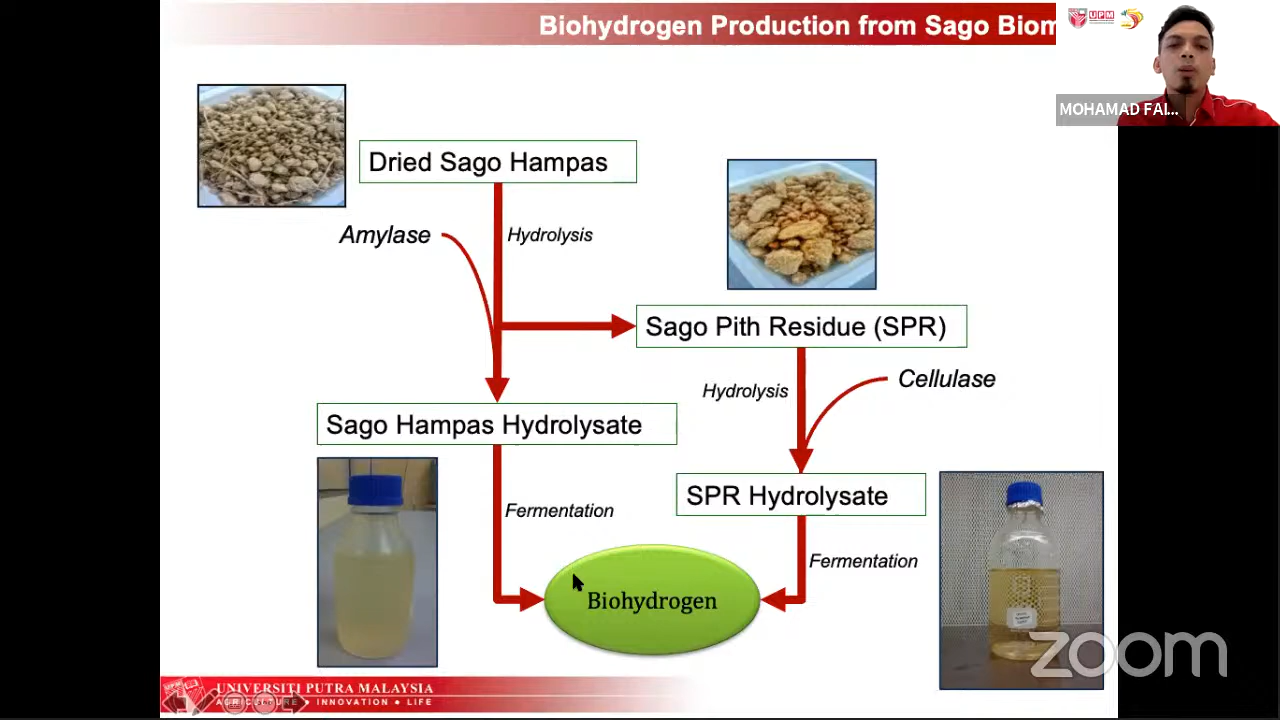 Biohydrogen Production from Sago Biom
UPM
MOHAMAD FAI...
Dried Sago Hampas
Amylase
Hydrolysis
Sago Pith Residue (SPR)
Hydrolysis
Cellulase
Sago Hampas Hydrolysate
SPR Hydrolysate
Fermentation
Fermentation
Biohydrogen
zoom
UNIVERSITI PUTRA MALAYSIA
AGRICULTURE • INNOVATION • LIFE